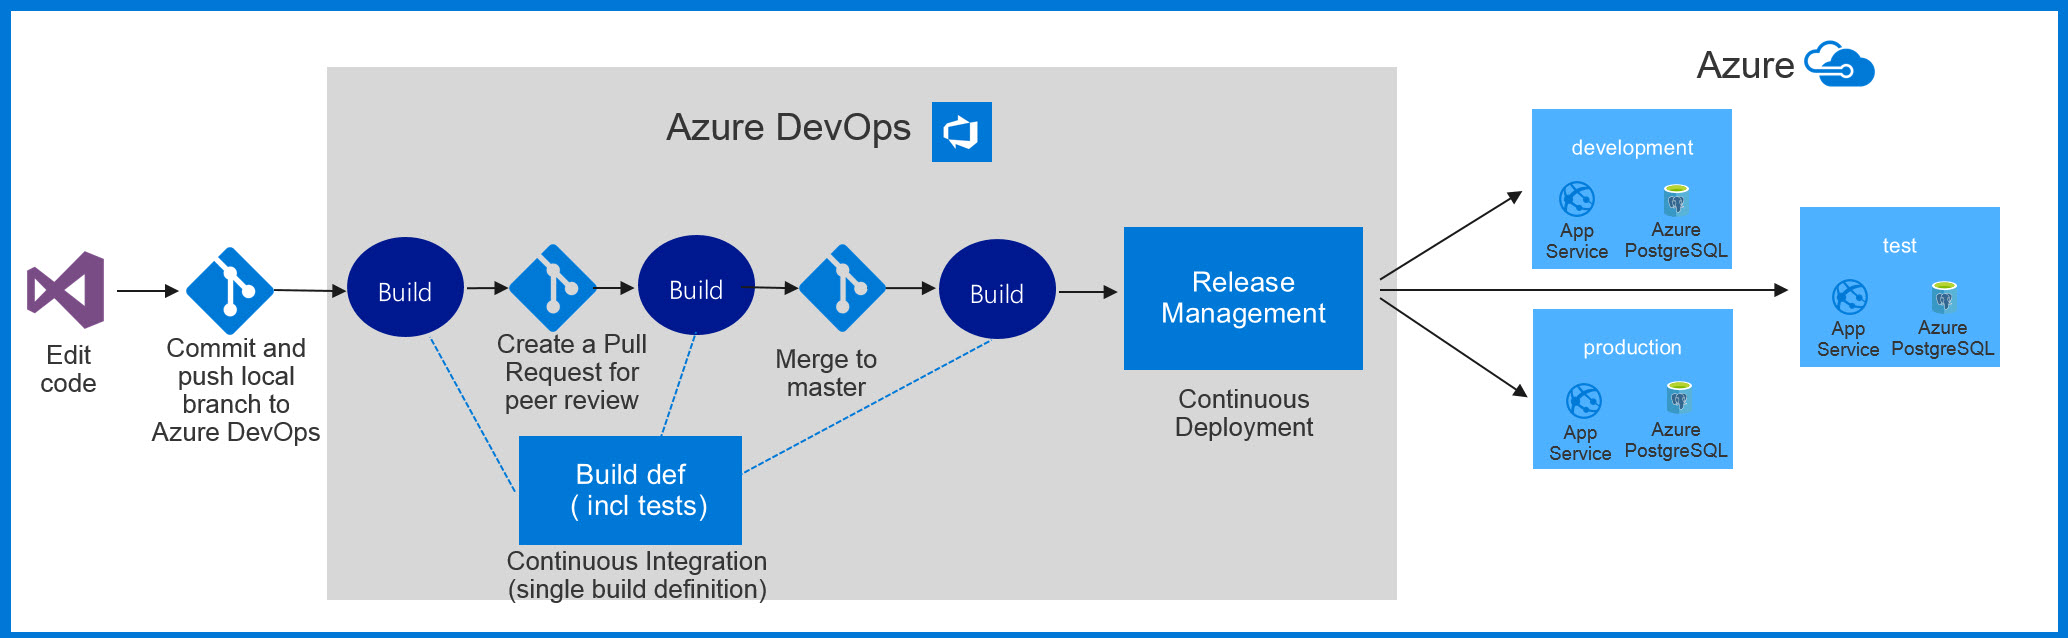 Azure
Azure DevOps
development
App
Service
Azure
PostgreSQL
test
App
Service
Azure
PostgreSQL
production
App
Service
Azure
PostgreSQL
Edit
code
Commit and
push local
branch to
Azure DevOps
Build
Create a Pull
Request for
peer review
Build
Merge to
master
Build
Release
Management
Continuous
Deployment
Build def
( incl tests)
Continuous Integration
(single build definition)